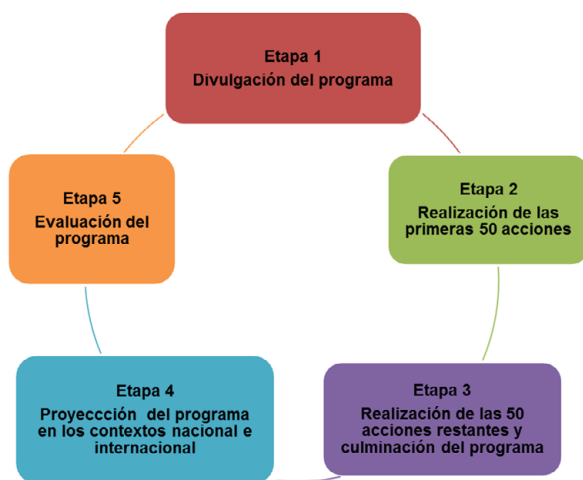 Etapa 1
Divulgación del programa
Etapa 2
Realización de las
primeras 50 acciones
Etapa 3
Realización de las 50
acciones restantes y
culminación del programa
Etapa 4
Proyeccción del programa
en los contextos nacional e
internacional
Etapa 5
Evaluación del
programa